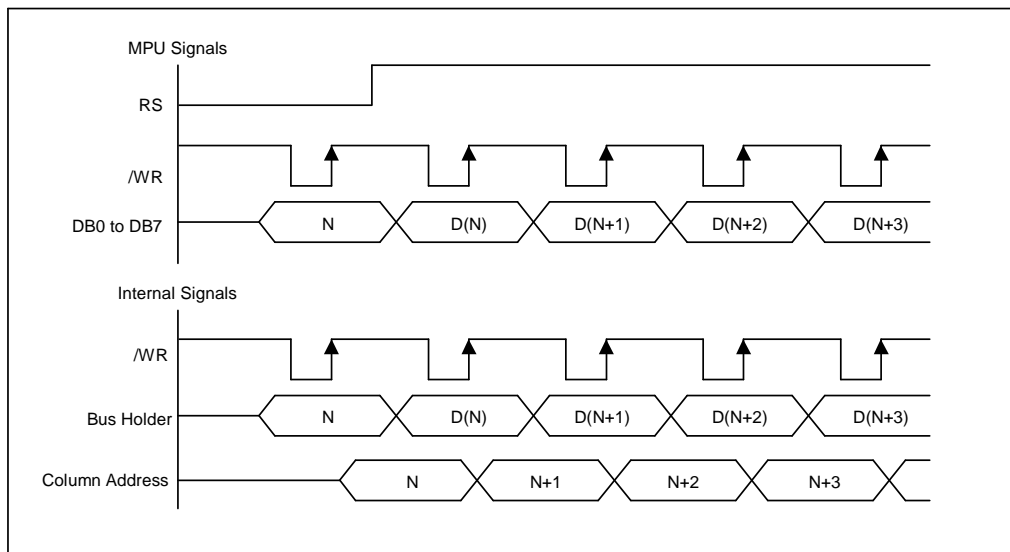 MPU Signals
RS
/WR
DB0 to DB7
N D(N) D(N+1) D(N+2) D(N+3)
Internal Signals
/WR
Bus Holder
N D(N) D(N+1) D(N+2) D(N+3)
Column Address
N N+1 N+2 N+3